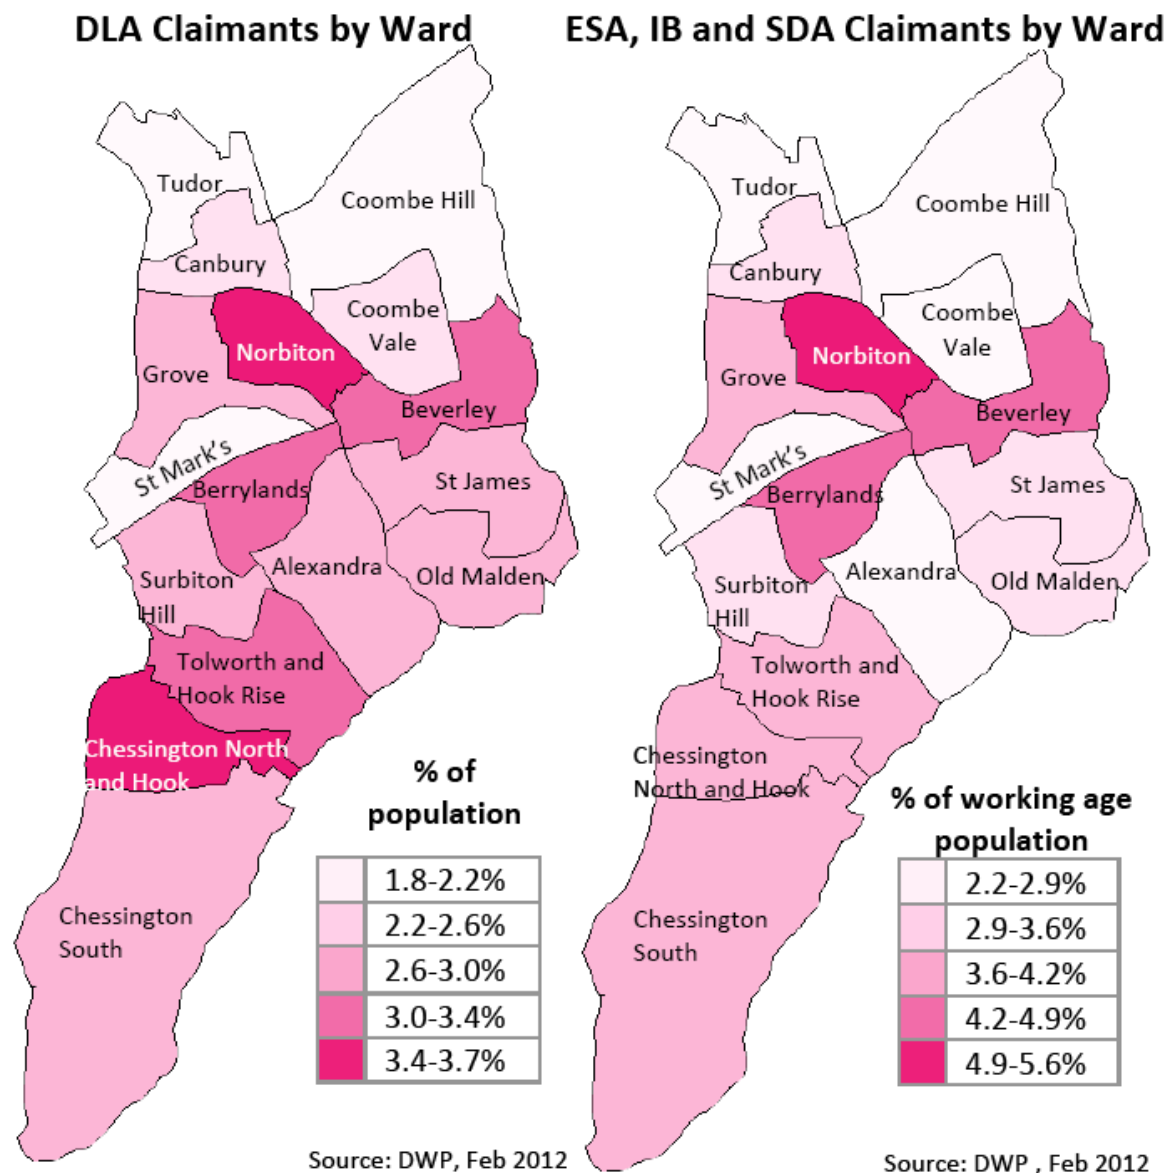 DLA Claimants by Ward
Tudor
Coombe Hill
Canbury
Coombe
Vale
Norbiton
Grove
Beverley
St Mark's
Berrylands
St James
Surbiton
Hill
Alexandra
Old Malden
Tolworth and
Hook Rise
Chessington North
and Hook
Chessington
South
% of
population
1.8-2.2%
2.2-2.6%
2.6-3.0%
3.0-3.4%
3.4-3.7%
Source: DWP, Feb 2012
ESA, IB and SDA Claimants by Ward
Tudor
Coombe Hill
Canbury
Coombe
Vale
Norbiton
Grove
Beverley
St Mark's
Berrylands
St James
Surbiton
Hill
Alexandra
Old Malden
Tolworth and
Hook Rise
Chessington
North and Hook
Chessington
South
% of working age
population
2.2-2.9%
2.9-3.6%
3.6-4.2%
4.2-4.9%
4.9-5.6%
Source: DWP , Feb 2012